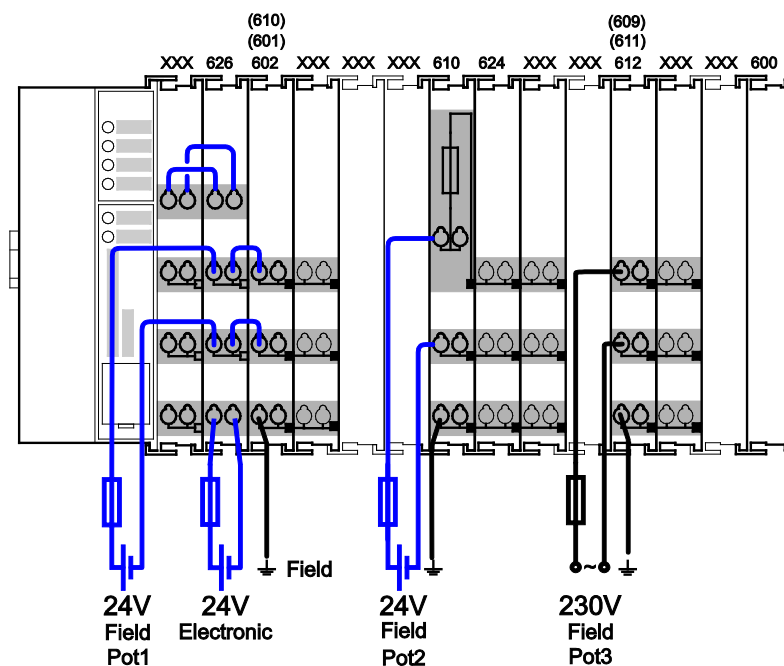 (610) (609)
(601) (611)
XXX 626 602 XXX XXX XXX 610 624 XXX XXX 612 XXX XXX 600
~
Field
24V 24V 24V 230V
Field Electronic Field Field
Pot1 Pot2 Pot3